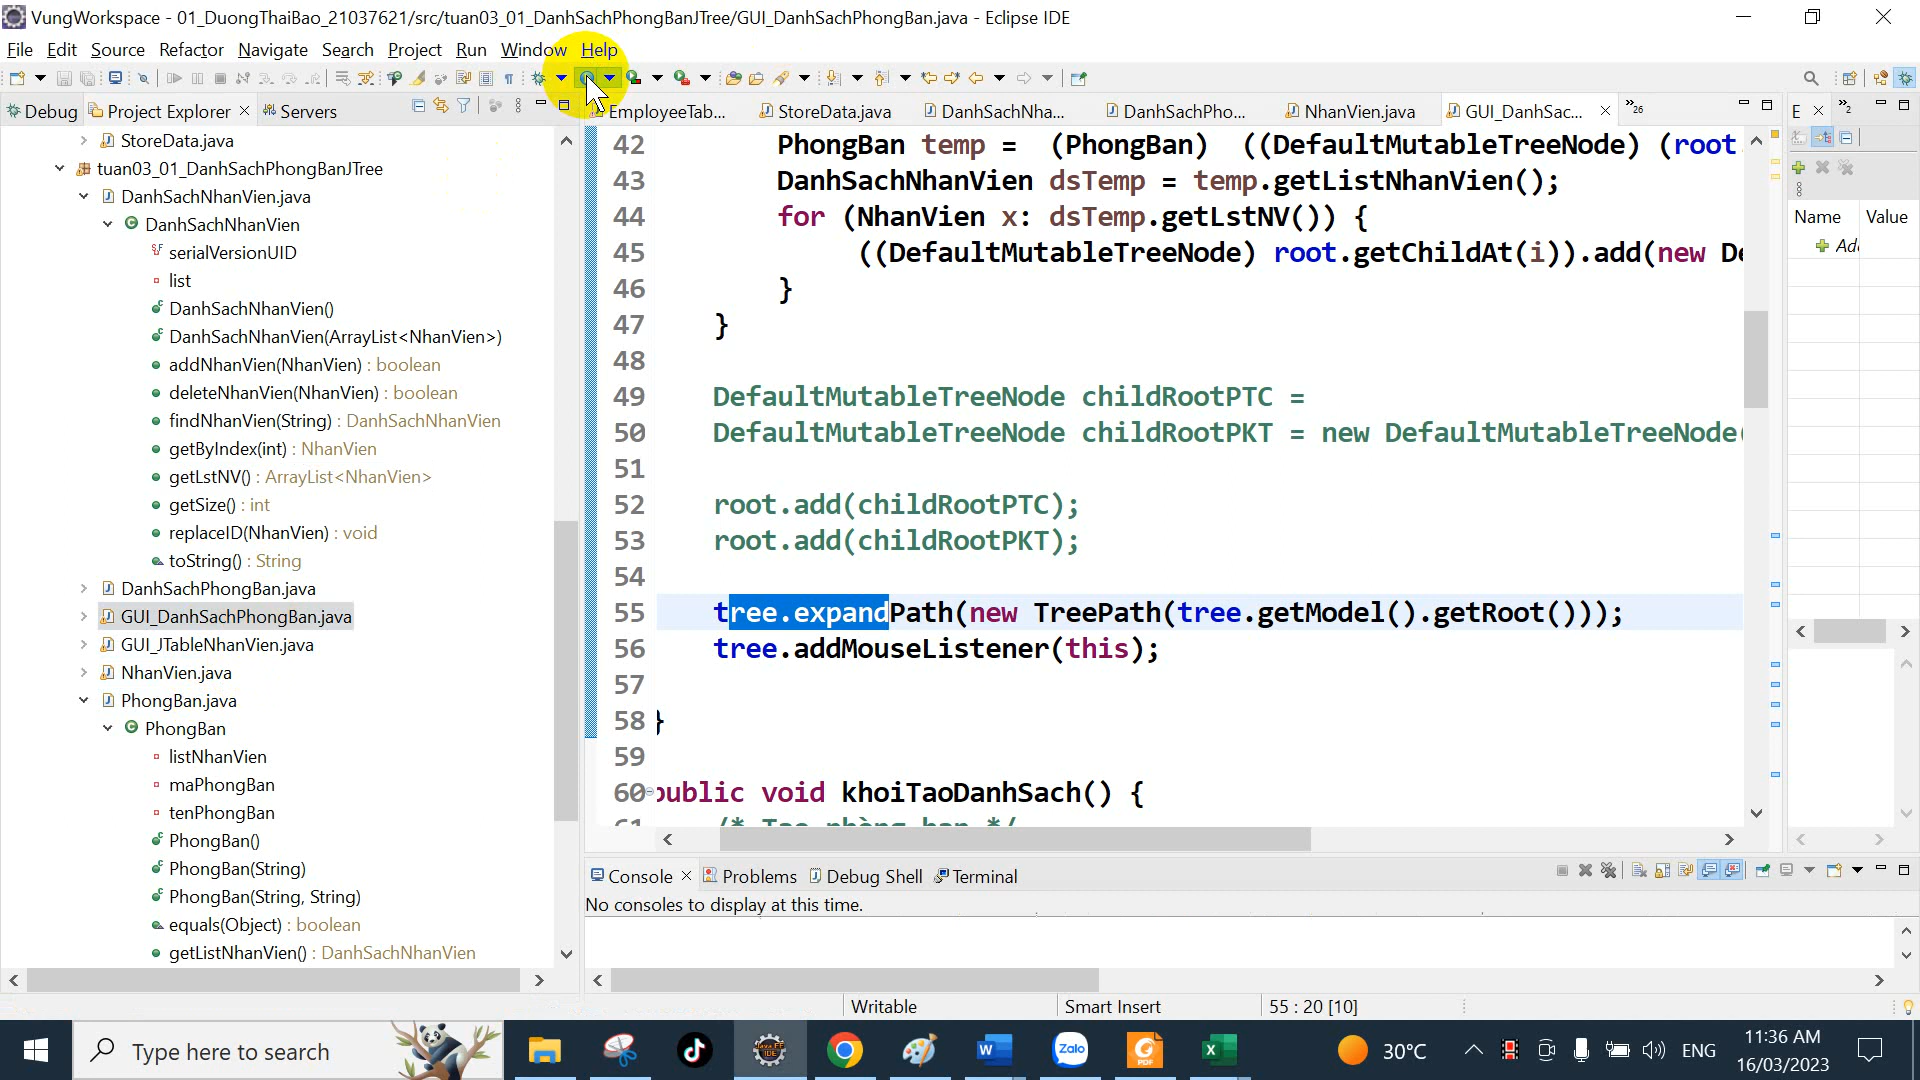 VungWorkspace - 01_DuongThaiBao_21037621/src/tuan03_01_DanhSachPhongBanJTree/GUI_DanhSachPhongBan.java - Eclipse IDE
File Edit Source Refactor Navigate Search Project Run Window Help
Debug Project Explorer Servers
EmployeeTab... StoreData.java DanhSachNha... DanhSachPho... NhanVien.java GUI_DanhSac... »26
E »2
StoreData.java
tuan03_01_DanhSachPhongBanJTree
DanhSachNhanVien.java
DanhSachNhanVien
serialVersionUID
list
DanhSachNhanVien()
DanhSachNhanVien(ArrayList<NhanVien>)
addNhanVien(NhanVien) : boolean
deleteNhanVien(NhanVien) : boolean
findNhanVien(String) : DanhSachNhanVien
getByIndex(int) : NhanVien
getLstNV() : ArrayList<NhanVien>
getSize() : int
replaceID(NhanVien) : void
toString() : String
DanhSachPhongBan.java
GUI_DanhSachPhongBan.java
GUI_JTableNhanVien.java
NhanVien.java
PhongBan.java
PhongBan
listNhanVien
maPhongBan
tenPhongBan
PhongBan()
PhongBan(String)
PhongBan(String, String)
equals(Object) : boolean
getListNhanVien() : DanhSachNhanVien
42 PhongBan temp = (PhongBan) ((DefaultMutableTreeNode) (root.
43 DanhSachNhanVien dsTemp = temp.getListNhanVien();
44 for (NhanVien x: dsTemp.getLstNV()) {
45 ((DefaultMutableTreeNode) root.getChildAt(i)).add(new De
46 }
47 }
48
49 DefaultMutableTreeNode childRootPTC =
50 DefaultMutableTreeNode childRootPKT = new DefaultMutableTreeNode(
51
52 root.add(childRootPTC);
53 root.add(childRootPKT);
54
55 tree.expandPath(new TreePath(tree.getModel().getRoot()));
56 tree.addMouseListener(this);
57
58 }
59
60 public void khoiTaoDanhSach() {
61 /* Tao phòng ban */
Name Value
Console Problems Debug Shell Terminal
No consoles to display at this time.
Writable Smart Insert 55 : 20 [10]
Type here to search
Zalo
PDF
30°C
ENG
11:36 AM
16/03/2023